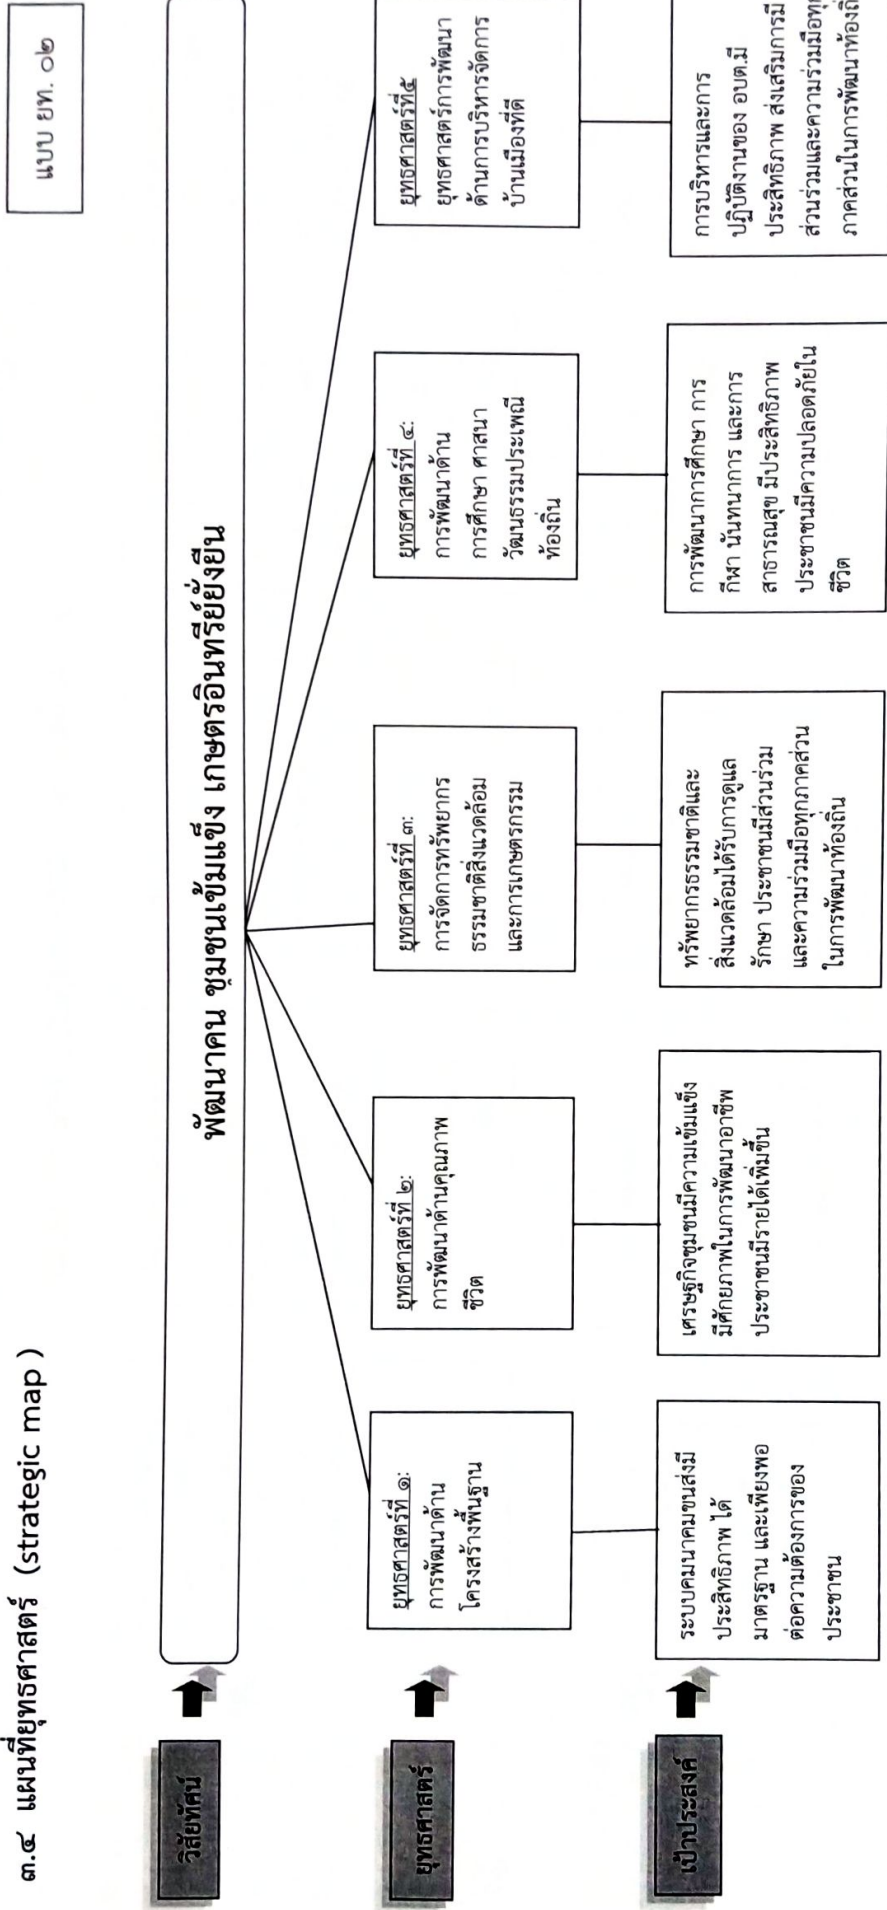 แบบ ยท. ๐๒
๓.๔ แผนที่ยุทธศาสตร์ (strategic map )
วิสัยทัศน์
พัฒนาคน ชุมชนเข้มแข็ง เกษตรอินทรีย์ยั่งยืน
ยุทธศาสตร์
ยุทธศาสตร์ที่ ๑:
การพัฒนาด้าน
โครงสร้างพื้นฐาน
ยุทธศาสตร์ที่ ๒:
การพัฒนาด้านคุณภาพ
ชีวิต
ยุทธศาสตร์ที่ ๓:
การจัดการทรัพยากร
ธรรมชาติสิ่งแวดล้อม
และการเกษตรกรรม
ยุทธศาสตร์ที่ ๔:
การพัฒนาด้าน
การศึกษา ศาสนา
วัฒนธรรมประเพณี
ท้องถิ่น
ยุทธศาสตร์ที่๕
ยุทธศาสตร์การพัฒนา
ด้านการบริหารจัดการ
บ้านเมืองที่ดี
เป้าประสงค์
ระบบคมนาคมขนส่งมี
ประสิทธิภาพ ได้
มาตรฐาน และเพียงพอ
ต่อความต้องการของ
ประชาชน
เศรษฐกิจชุมชนมีความเข้มแข็ง
มีศักยภาพในการพัฒนาอาชีพ
ประชาชนมีรายได้เพิ่มขึ้น
ทรัพยากรธรรมชาติและ
สิ่งแวดล้อมได้รับการดูแล
รักษา ประชาชนมีส่วนร่วม
และความร่วมมือทุกภาคส่วน
ในการพัฒนาท้องถิ่น
การพัฒนาการศึกษา การ
กีฬา นันทนาการ และการ
สาธารณสุข มีประสิทธิภาพ
ประชาชนมีความปลอดภัยใน
ชีวิต
การบริหารและการ
ปฏิบัติงานของ อบต.มี
ประสิทธิภาพ ส่งเสริมการมี
ส่วนร่วมและความร่วมมือทุก
ภาคส่วนในการพัฒนาท้องถิ่